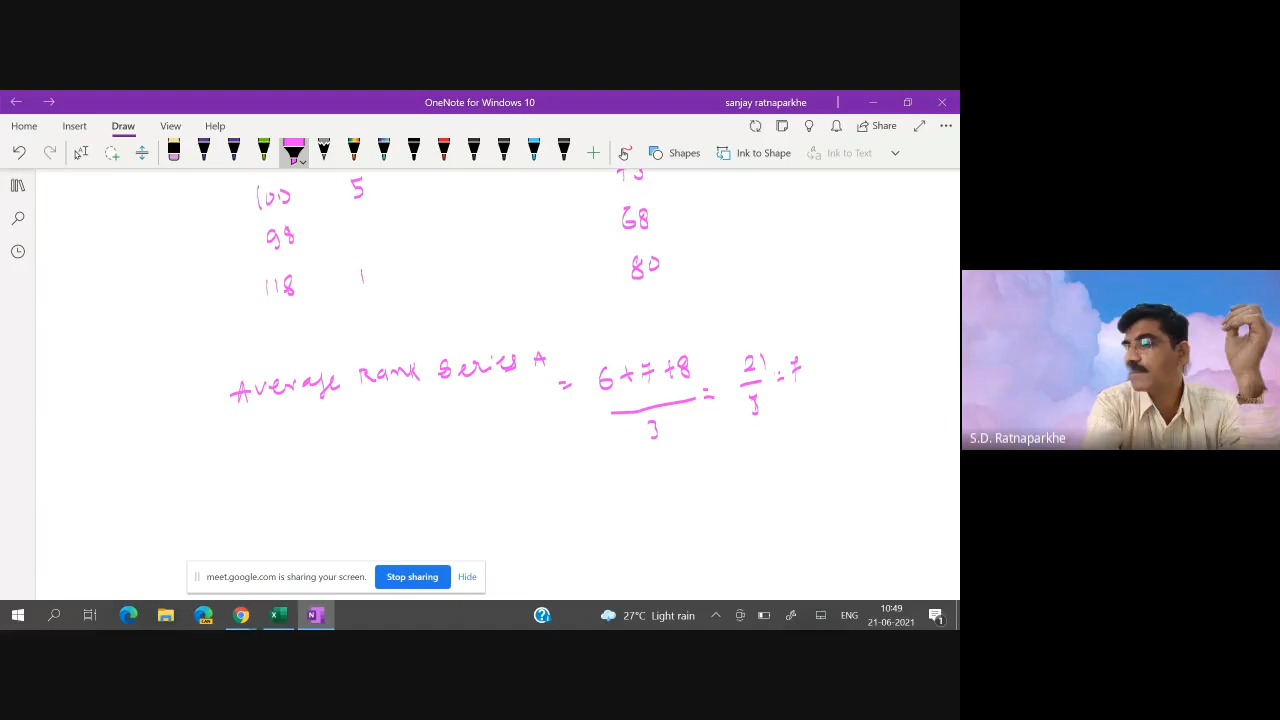 OneNote for Windows 10 sanjay ratnaparkhe
Home Insert Draw View Help Share
Shapes Ink to Shape Ink to Text
100 5
98 68
118 1 80
Average Rank Series A = 6+7+8 / 3 = 21 / 3 = 7
S.D. Ratnaparkhe
meet.google.com is sharing your screen. Stop sharing Hide
27°C Light rain ENG 10:49
21-06-2021